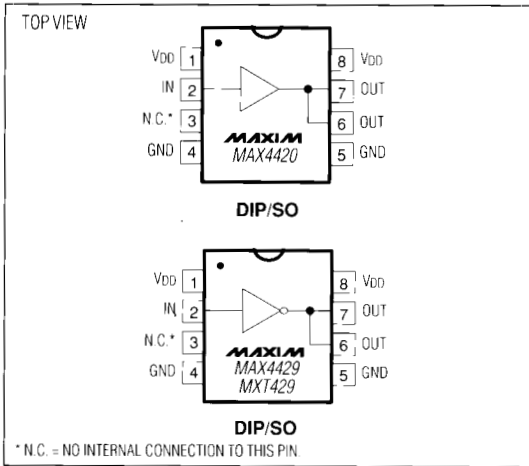 TOP VIEW
VDD 1 8 VDD
IN 2 7 OUT
N.C.* 3 6 OUT
GND 4 5 GND
MAXIM
MAX4420
DIP/SO
VDD 1 8 VDD
IN 2 7 OUT
N.C.* 3 6 OUT
GND 4 5 GND
MAXIM
MAX4429
MXT429
DIP/SO
* N.C. = NO INTERNAL CONNECTION TO THIS PIN.